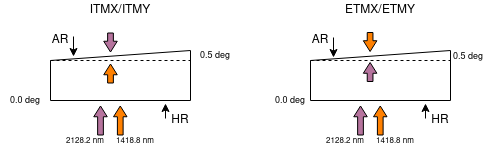 ITMX/ITMY
AR
0.5 deg
0.0 deg
HR
2128.2 nm 1418.8 nm
ETMX/ETMY
AR
0.5 deg
0.0 deg
HR
2128.2 nm 1418.8 nm